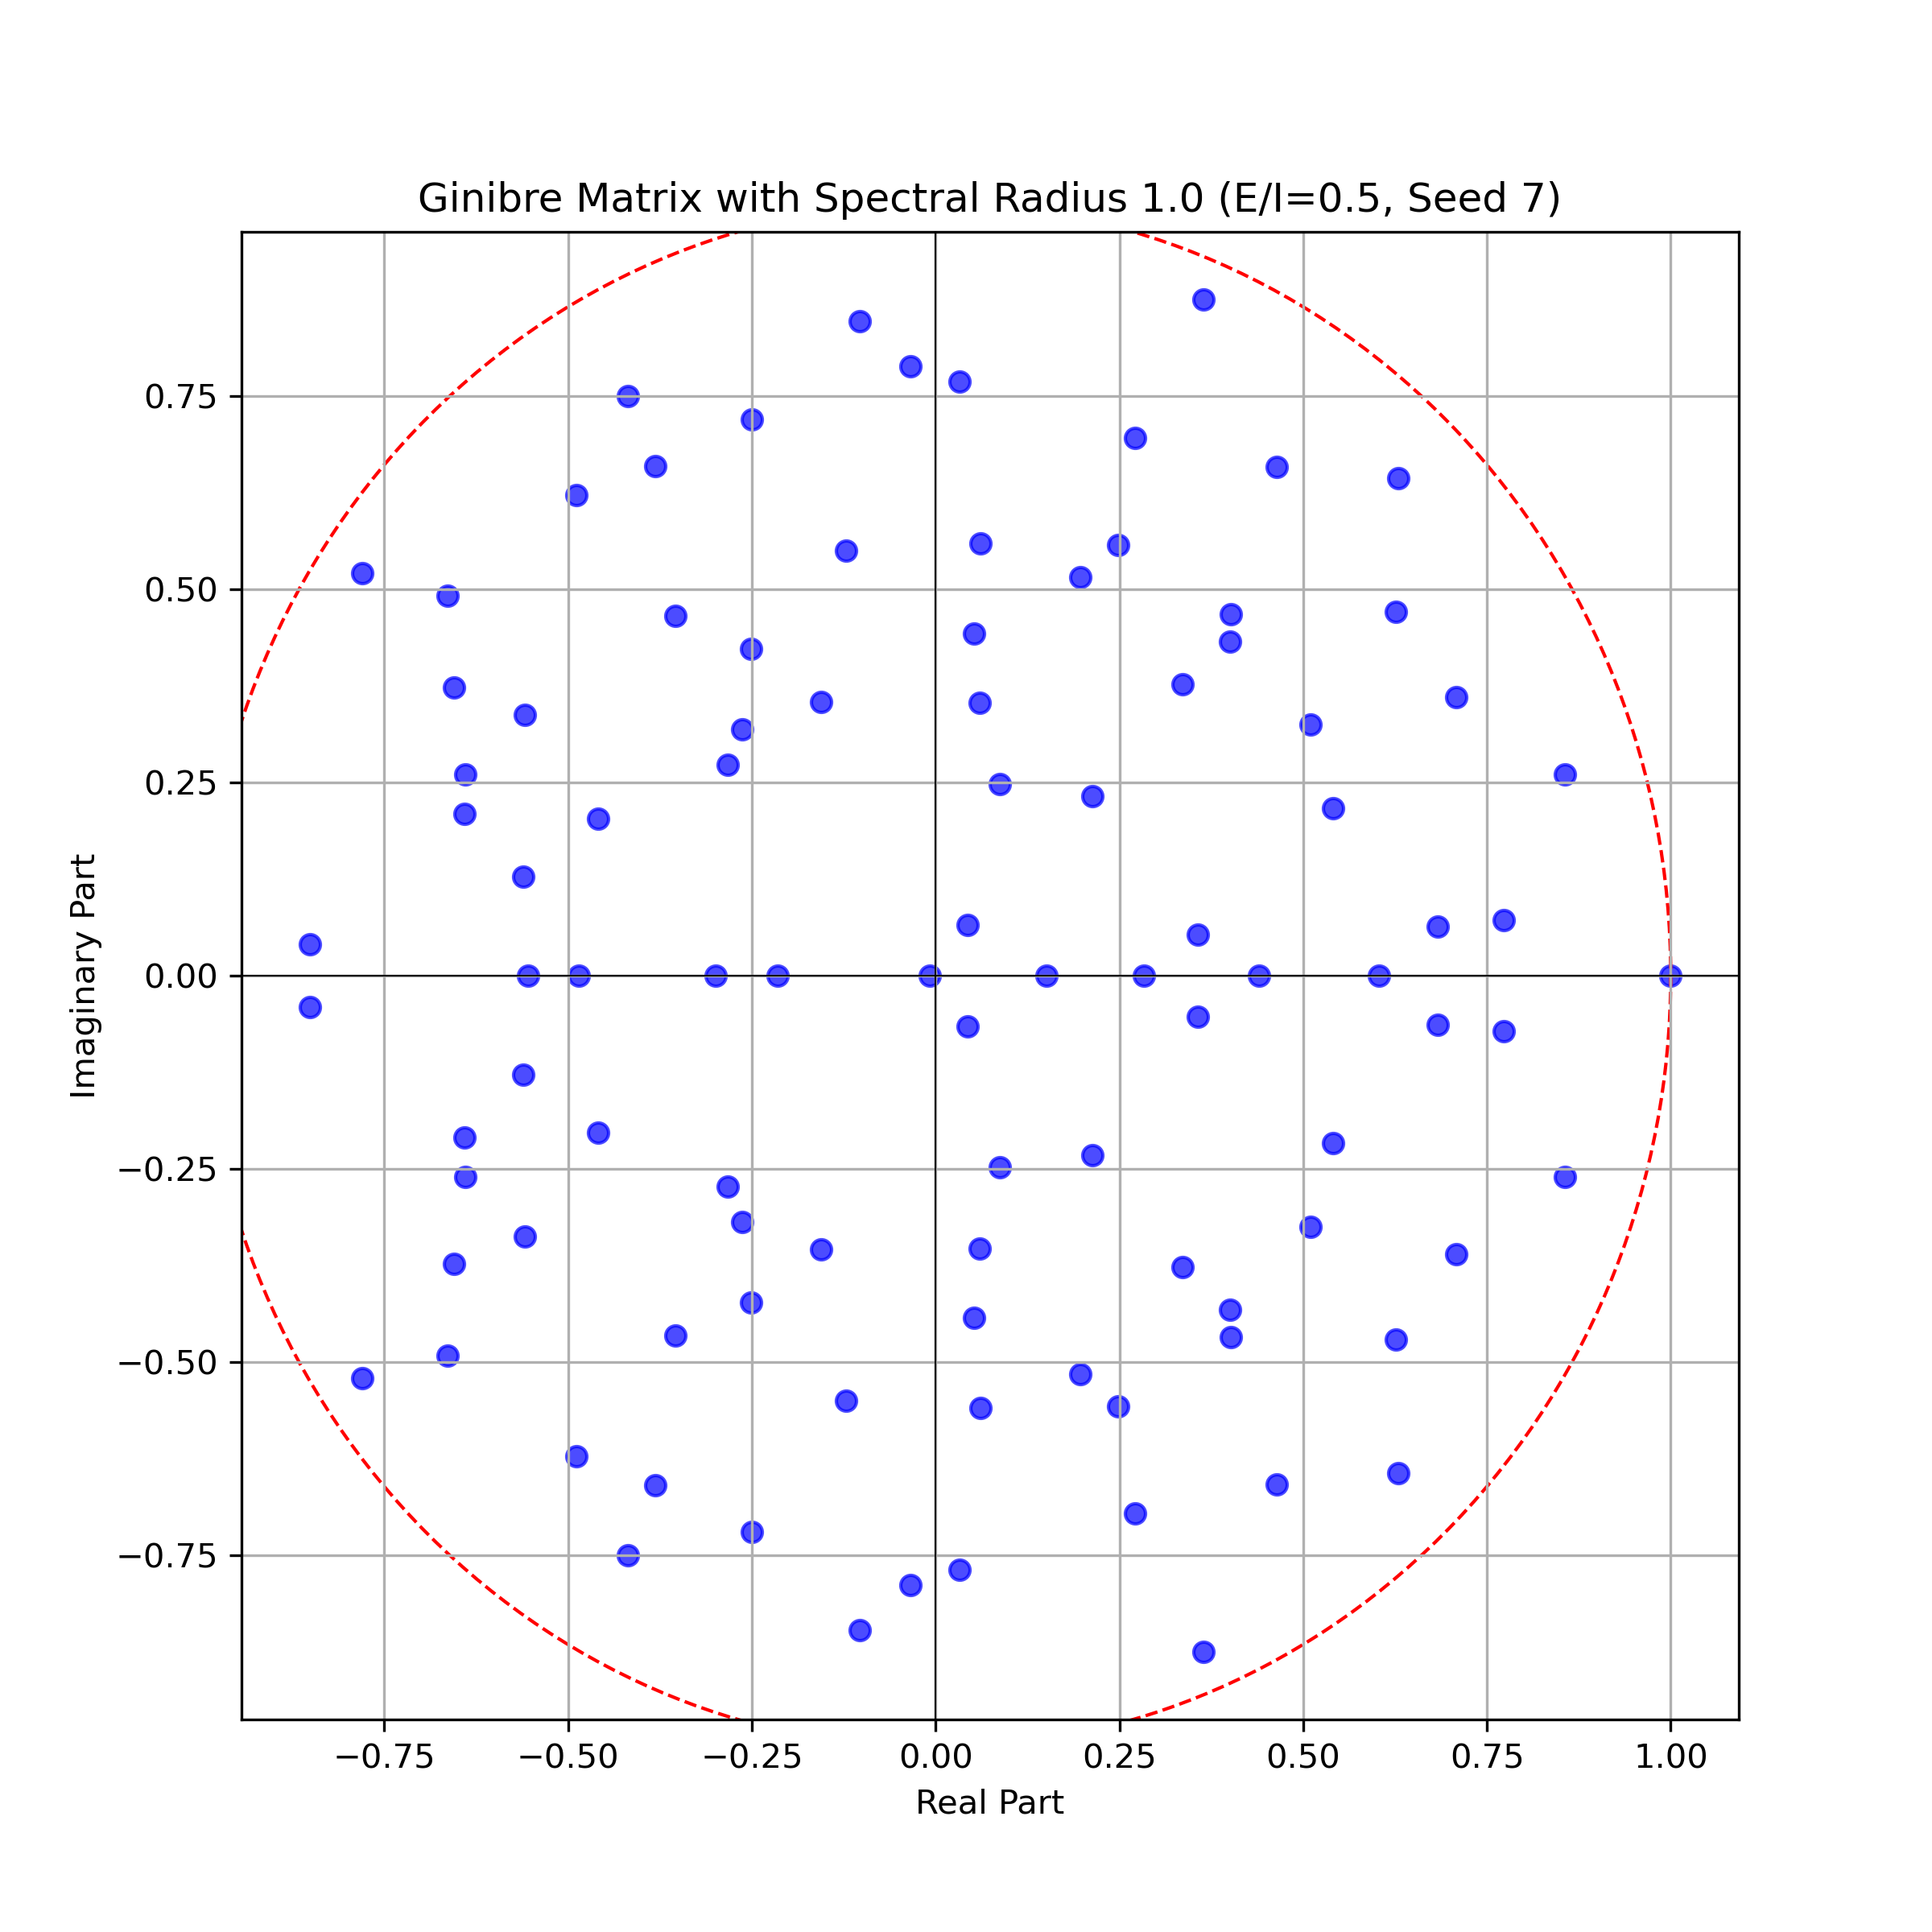 Ginibre Matrix with Spectral Radius 1.0 (E/I=0.5, Seed 7)
0.75
0.50
0.25
0.00
−0.25
−0.50
−0.75
Imaginary Part
−0.75 −0.50 −0.25 0.00 0.25 0.50 0.75 1.00
Real Part